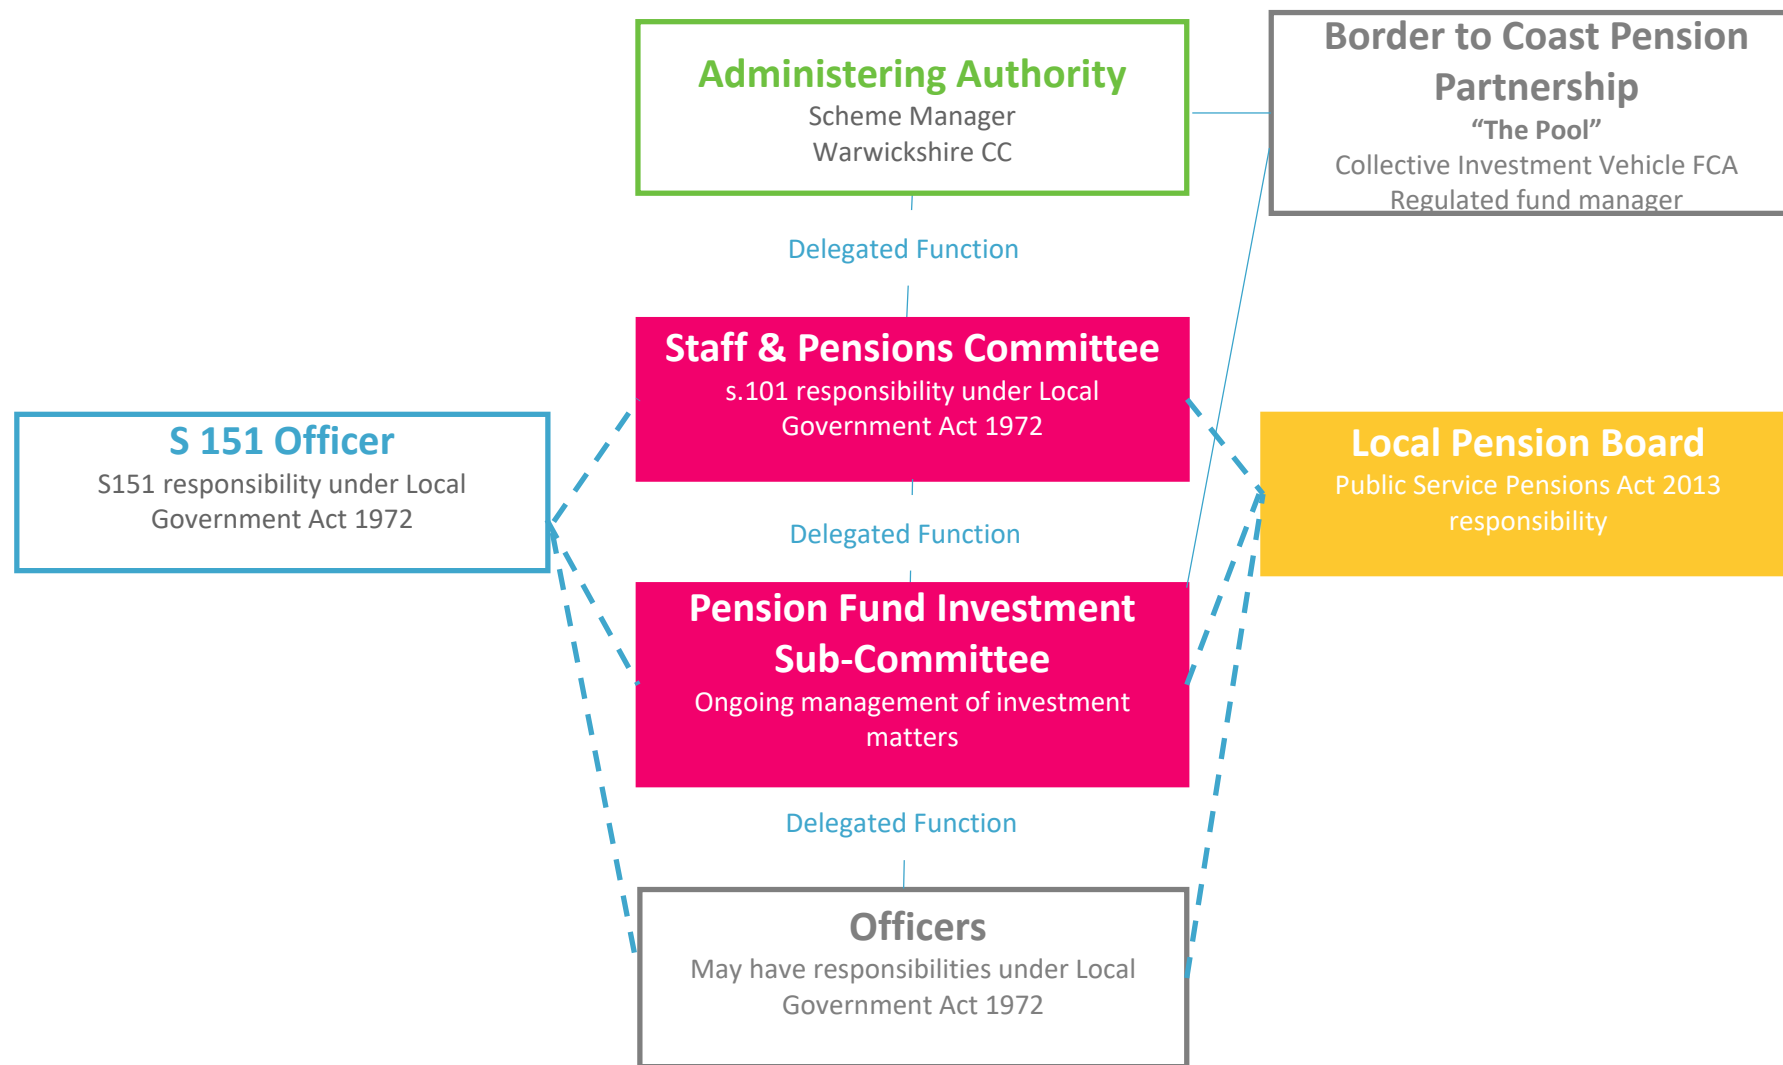 Administering Authority
Scheme Manager
Warwickshire CC
Border to Coast Pension
Partnership
“The Pool”
Collective Investment Vehicle FCA
Regulated fund manager
Delegated Function
Staff & Pensions Committee
s.101 responsibility under Local
Government Act 1972
S 151 Officer
S151 responsibility under Local
Government Act 1972
Local Pension Board
Public Service Pensions Act 2013
responsibility
Delegated Function
Pension Fund Investment
Sub-Committee
Ongoing management of investment
matters
Delegated Function
Officers
May have responsibilities under Local
Government Act 1972